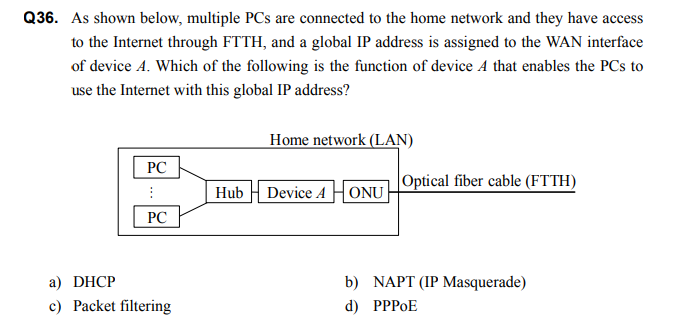 Q36. As shown below, multiple PCs are connected to the home network and they have access
to the Internet through FTTH, and a global IP address is assigned to the WAN interface
of device A. Which of the following is the function of device A that enables the PCs to
use the Internet with this global IP address?
Home network (LAN)
PC
⋮
PC
Hub
Device A
ONU
Optical fiber cable (FTTH)
a) DHCP
b) NAPT (IP Masquerade)
c) Packet filtering
d) PPPoE